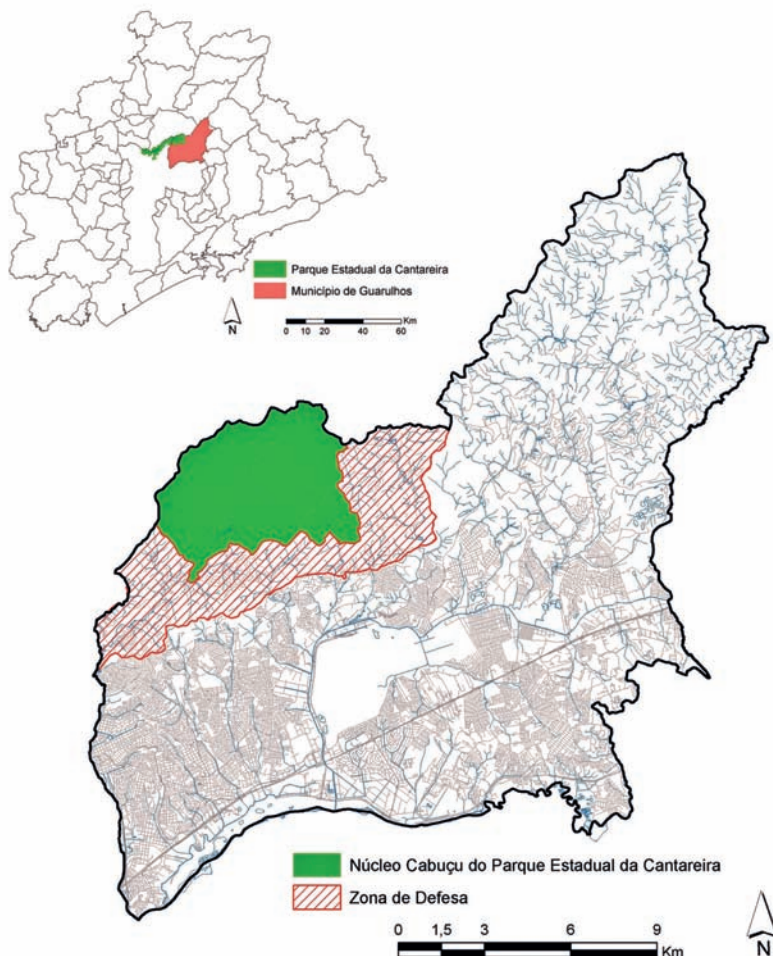 Parque Estadual da Cantareira
Município de Guarulhos
N
0 10 20 40 60 Km
Núcleo Cabuçu do Parque Estadual da Cantareira
Zona de Defesa
0 1,5 3 6 9 Km
N